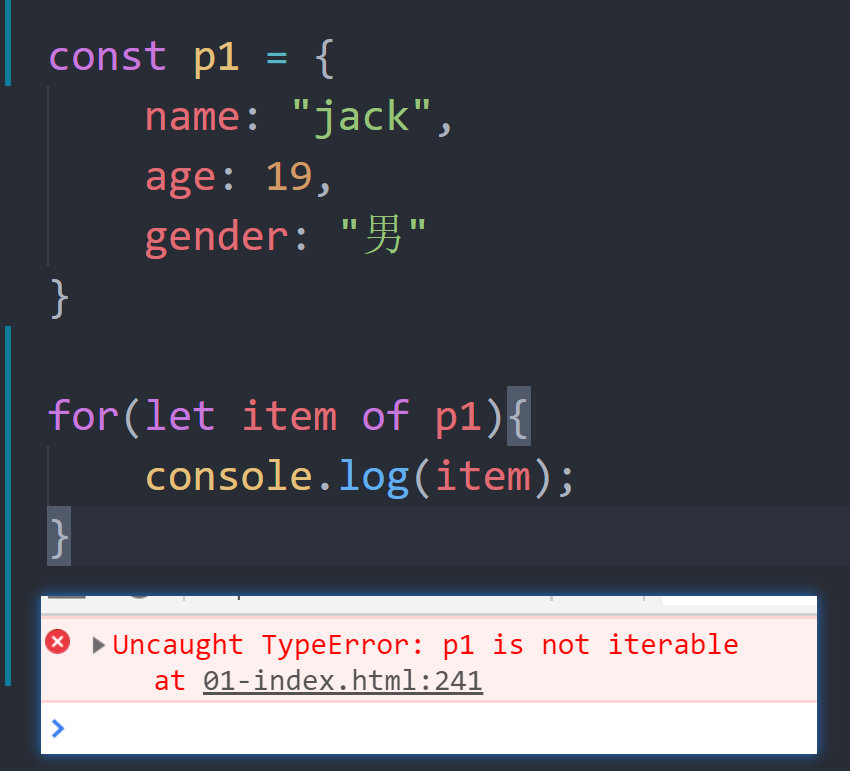 const p1 = {
    name: "jack",
    age: 19,
    gender: "男"
}
for(let item of p1){
    console.log(item);
}
Uncaught TypeError: p1 is not iterable
at 01-index.html:241